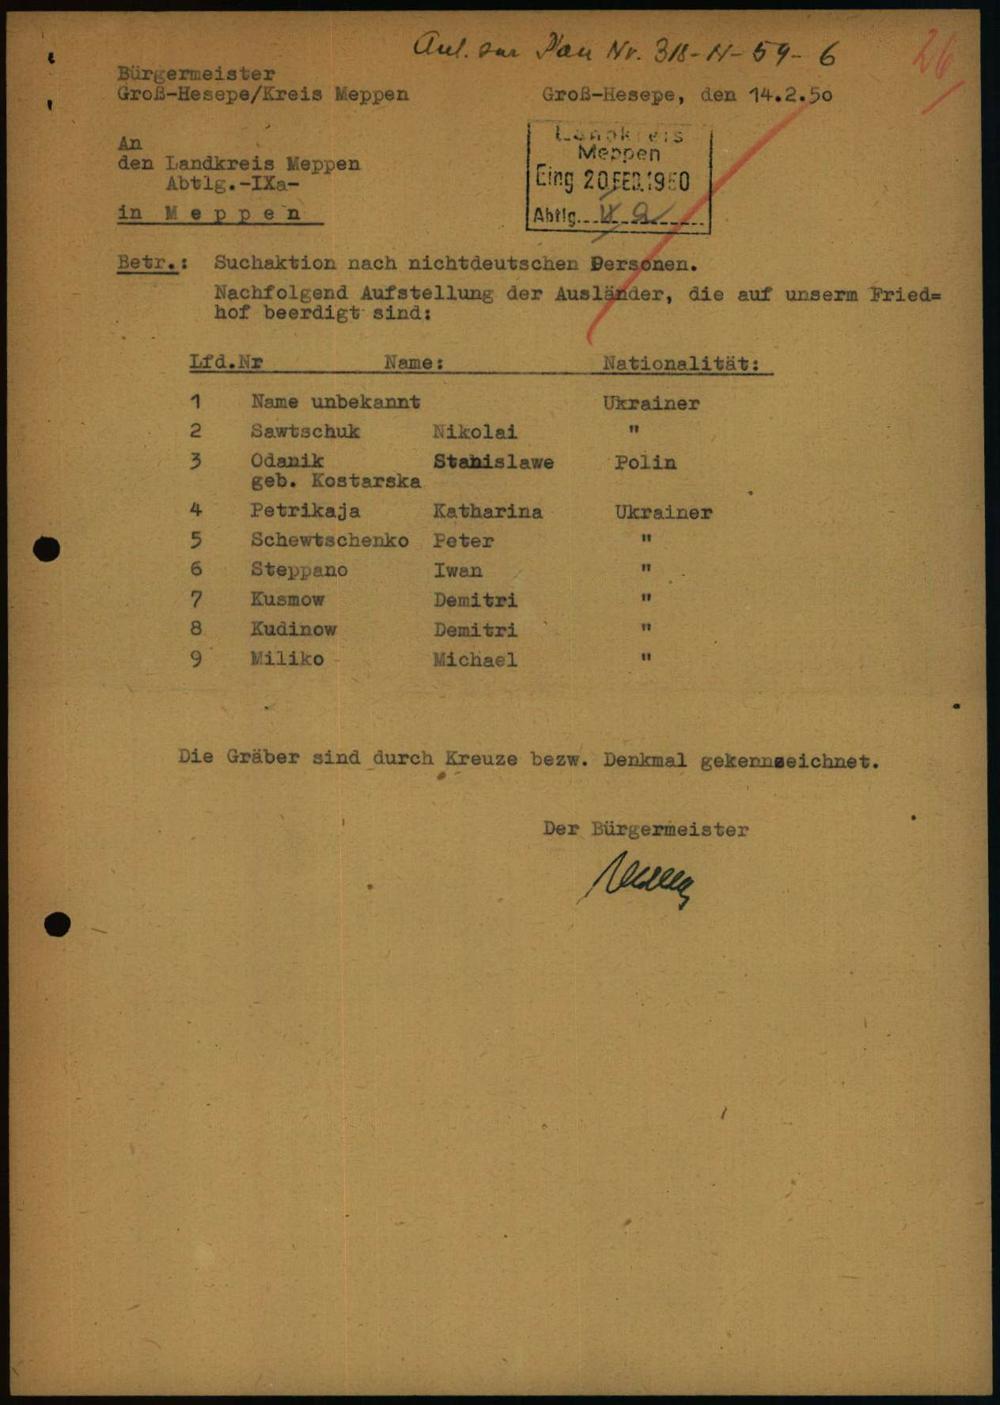 Anl. zur Nr. 318-N-59-6
26
Bürgermeister
Groß-Hesepe/Kreis Meppen
Groß-Hesepe, den 14.2.50
An
den Landkreis Meppen
Abtlg.-IXa-
in Meppen
Landkreis
Meppen
Eing 20.FEB.1950
Abtlg.
Betr.: Suchaktion nach nichtdeutschen Personen.
Nachfolgend Aufstellung der Ausländer, die auf unserm Fried=
hof beerdigt sind:
Lfd.Nr Name: Nationalität:
1 Name unbekannt Ukrainer
2 Sawtschuk Nikolai "
3 Odanik Stanislawe Polin
geb. Kostarska
4 Petrikaja Katharina Ukrainer
5 Schewtschenko Peter "
6 Steppano Iwan "
7 Kusmow Demitri "
8 Kudinow Demitri "
9 Miliko Michael "
Die Gräber sind durch Kreuze bezw. Denkmal gekennzeichnet.
Der Bürgermeister